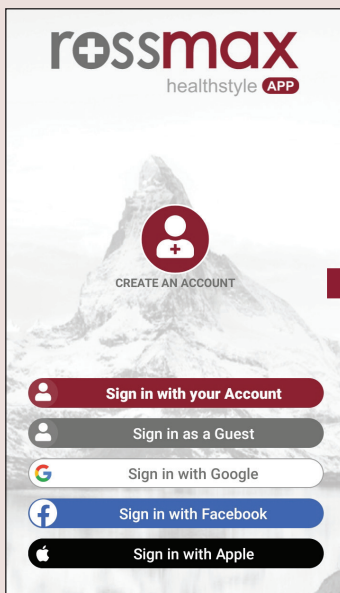 rossmax
healthstyle APP
CREATE AN ACCOUNT
Sign in with your Account
Sign in as a Guest
Sign in with Google
Sign in with Facebook
Sign in with Apple